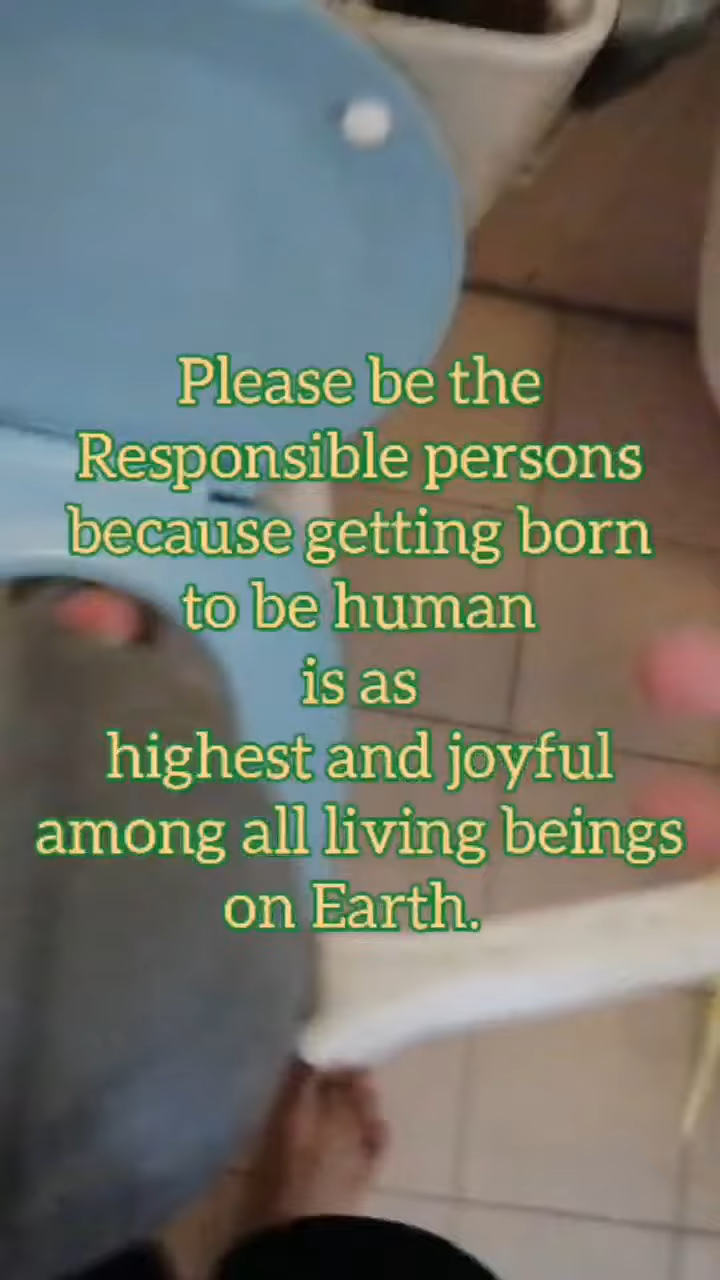 Please be the
Responsible persons
because getting born
to be human
is as
highest and joyful
among all living beings
on Earth.